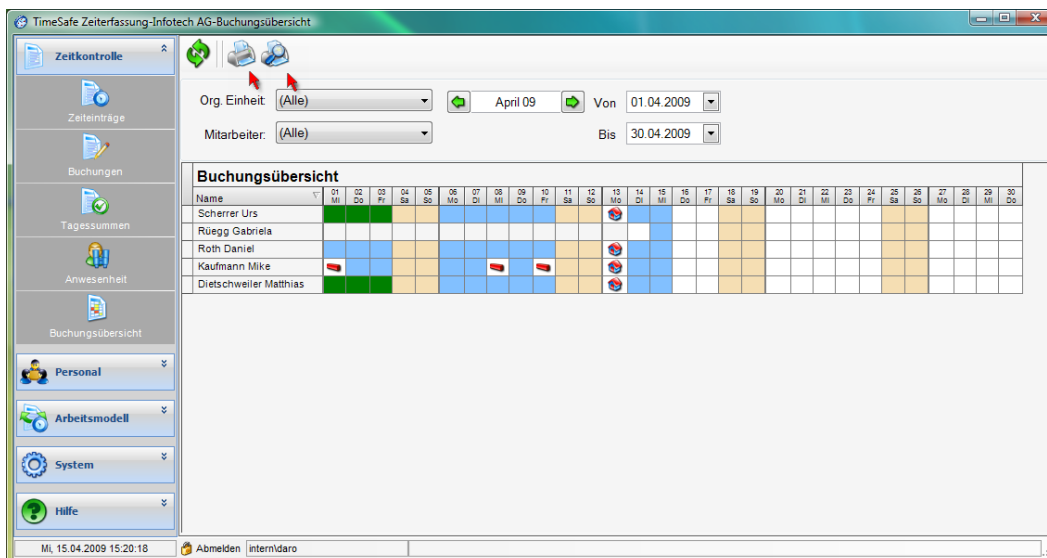 TimeSafe Zeiterfassung-Infotech AG-Buchungsübersicht
Zeitkontrolle
Zeiteinträge
Buchungen
Tagessummen
Anwesenheit
Buchungsübersicht
Personal
Arbeitsmodell
System
Hilfe
Org. Einheit: (Alle) April 09 Von 01.04.2009
Mitarbeiter: (Alle) Bis 30.04.2009
Buchungsübersicht
Name 01 02 03 04 05 06 07 08 09 10 11 12 13 14 15 16 17 18 19 20 21 22 23 24 25 26 27 28 29 30
Mi Do Fr Sa So Mo Di Mi Do Fr Sa So Mo Di Mi Do Fr Sa So Mo Di Mi Do Fr Sa So Mo Di Mi Do
Scherrer Urs
Rüegg Gabriela
Roth Daniel
Kaufmann Mike
Dietschweiler Matthias
Mi, 15.04.2009 15:20:18 Abmelden intern\daro